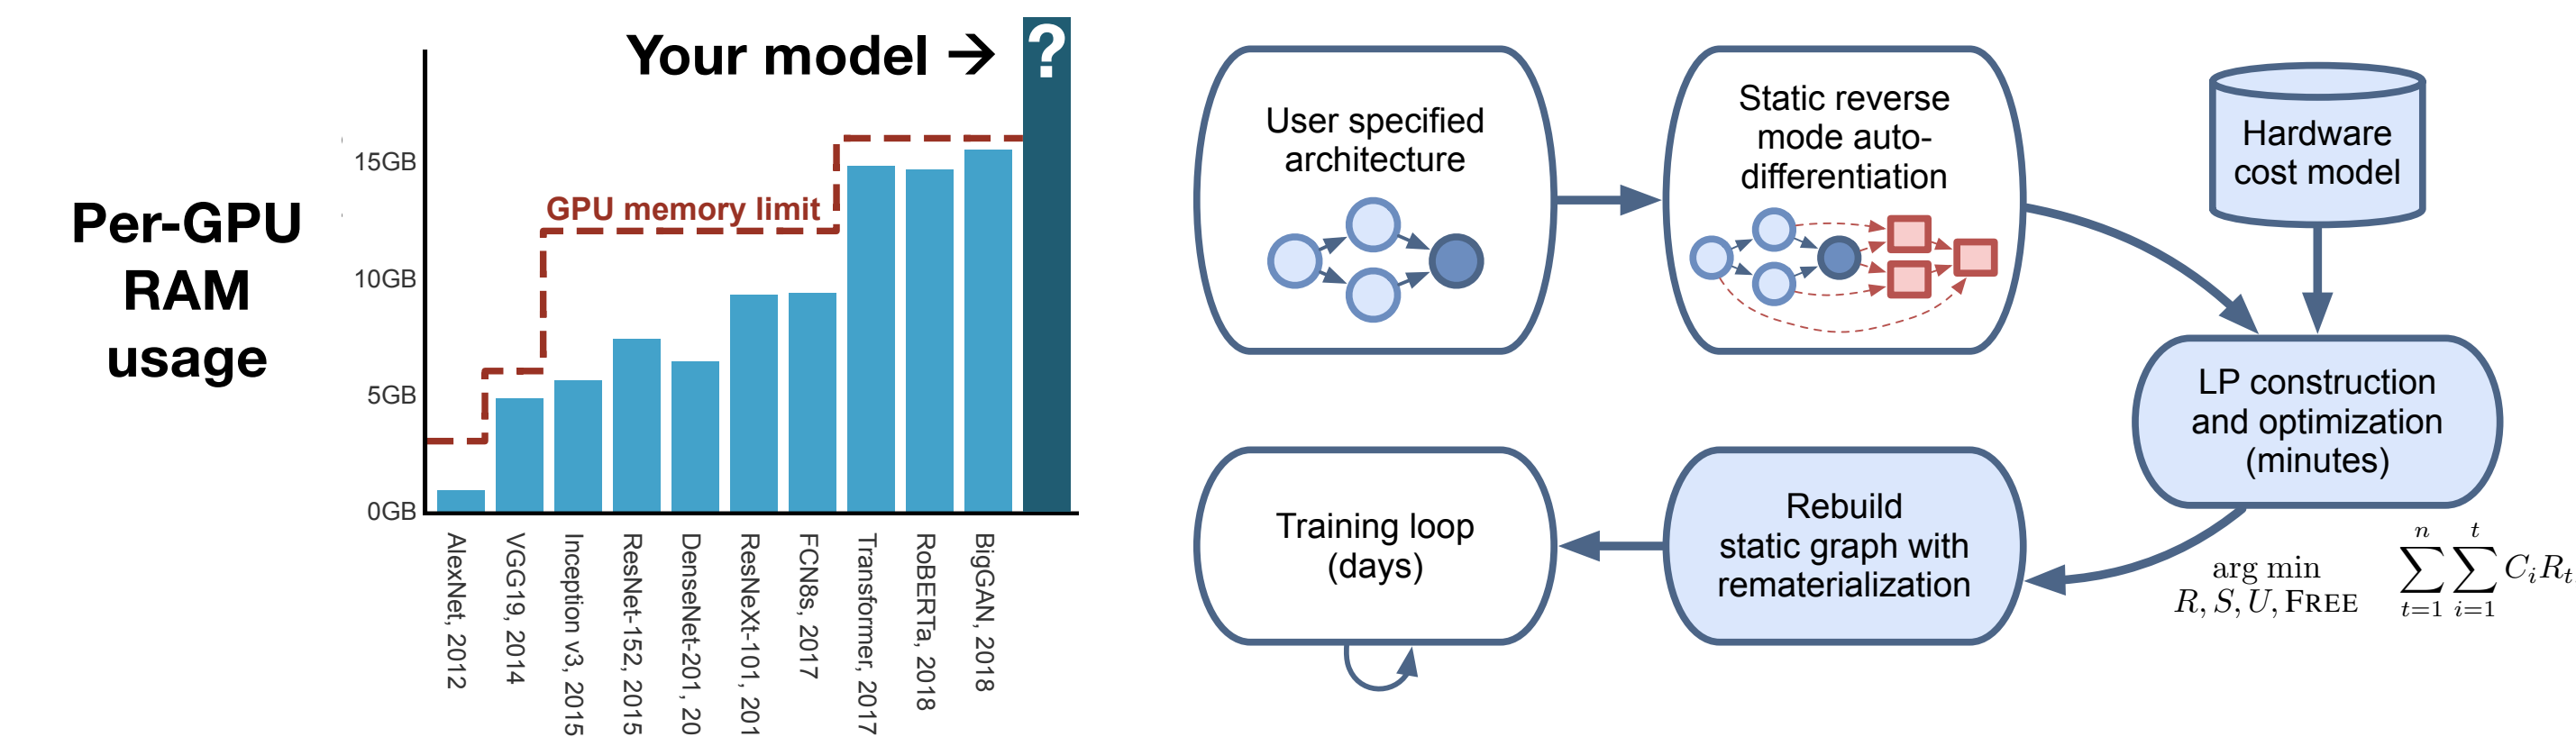 Your model →
?
Per-GPU
RAM
usage
15GB
10GB
5GB
0GB
GPU memory limit
AlexNet, 2012
VGG19, 2014
Inception v3, 2015
ResNet-152, 2015
DenseNet-201, 20
ResNeXt-101, 201
FCN8s, 2017
Transformer, 2017
RoBERTa, 2018
BigGAN, 2018
User specified
architecture
Static reverse
mode auto-
differentiation
Hardware
cost model
LP construction
and optimization
(minutes)
arg min
R, S, U, FREE
n t
∑ ∑ C_i R_t
t=1 i=1
Rebuild
static graph with
rematerialization
Training loop
(days)